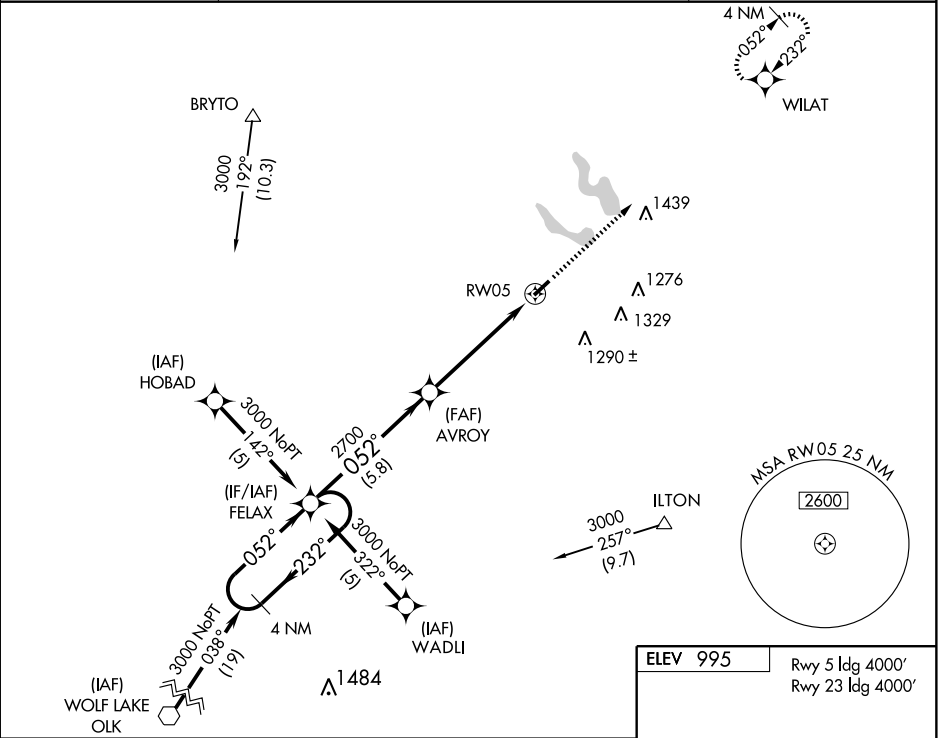 4 NM
052°
232°
WILAT
BRYTO
3000
192°
(10.3)
1439
RW05
1276
1329
1290 ±
(IAF)
HOBAD
3000 NoPT
142°
(5)
(FAF)
AVROY
2700
052°
(5.8)
(IF/IAF)
FELAX
MSA RW05 25 NM
2600
ILTON
3000
257°
(9.7)
052°
232°
3000 NoPT
322°
(5)
4 NM
(IAF)
WADLI
3000 NoPT
038°
(19)
(IAF)
WOLF LAKE
OLK
1484
ELEV 995
Rwy 5 ldg 4000'
Rwy 23 ldg 4000'